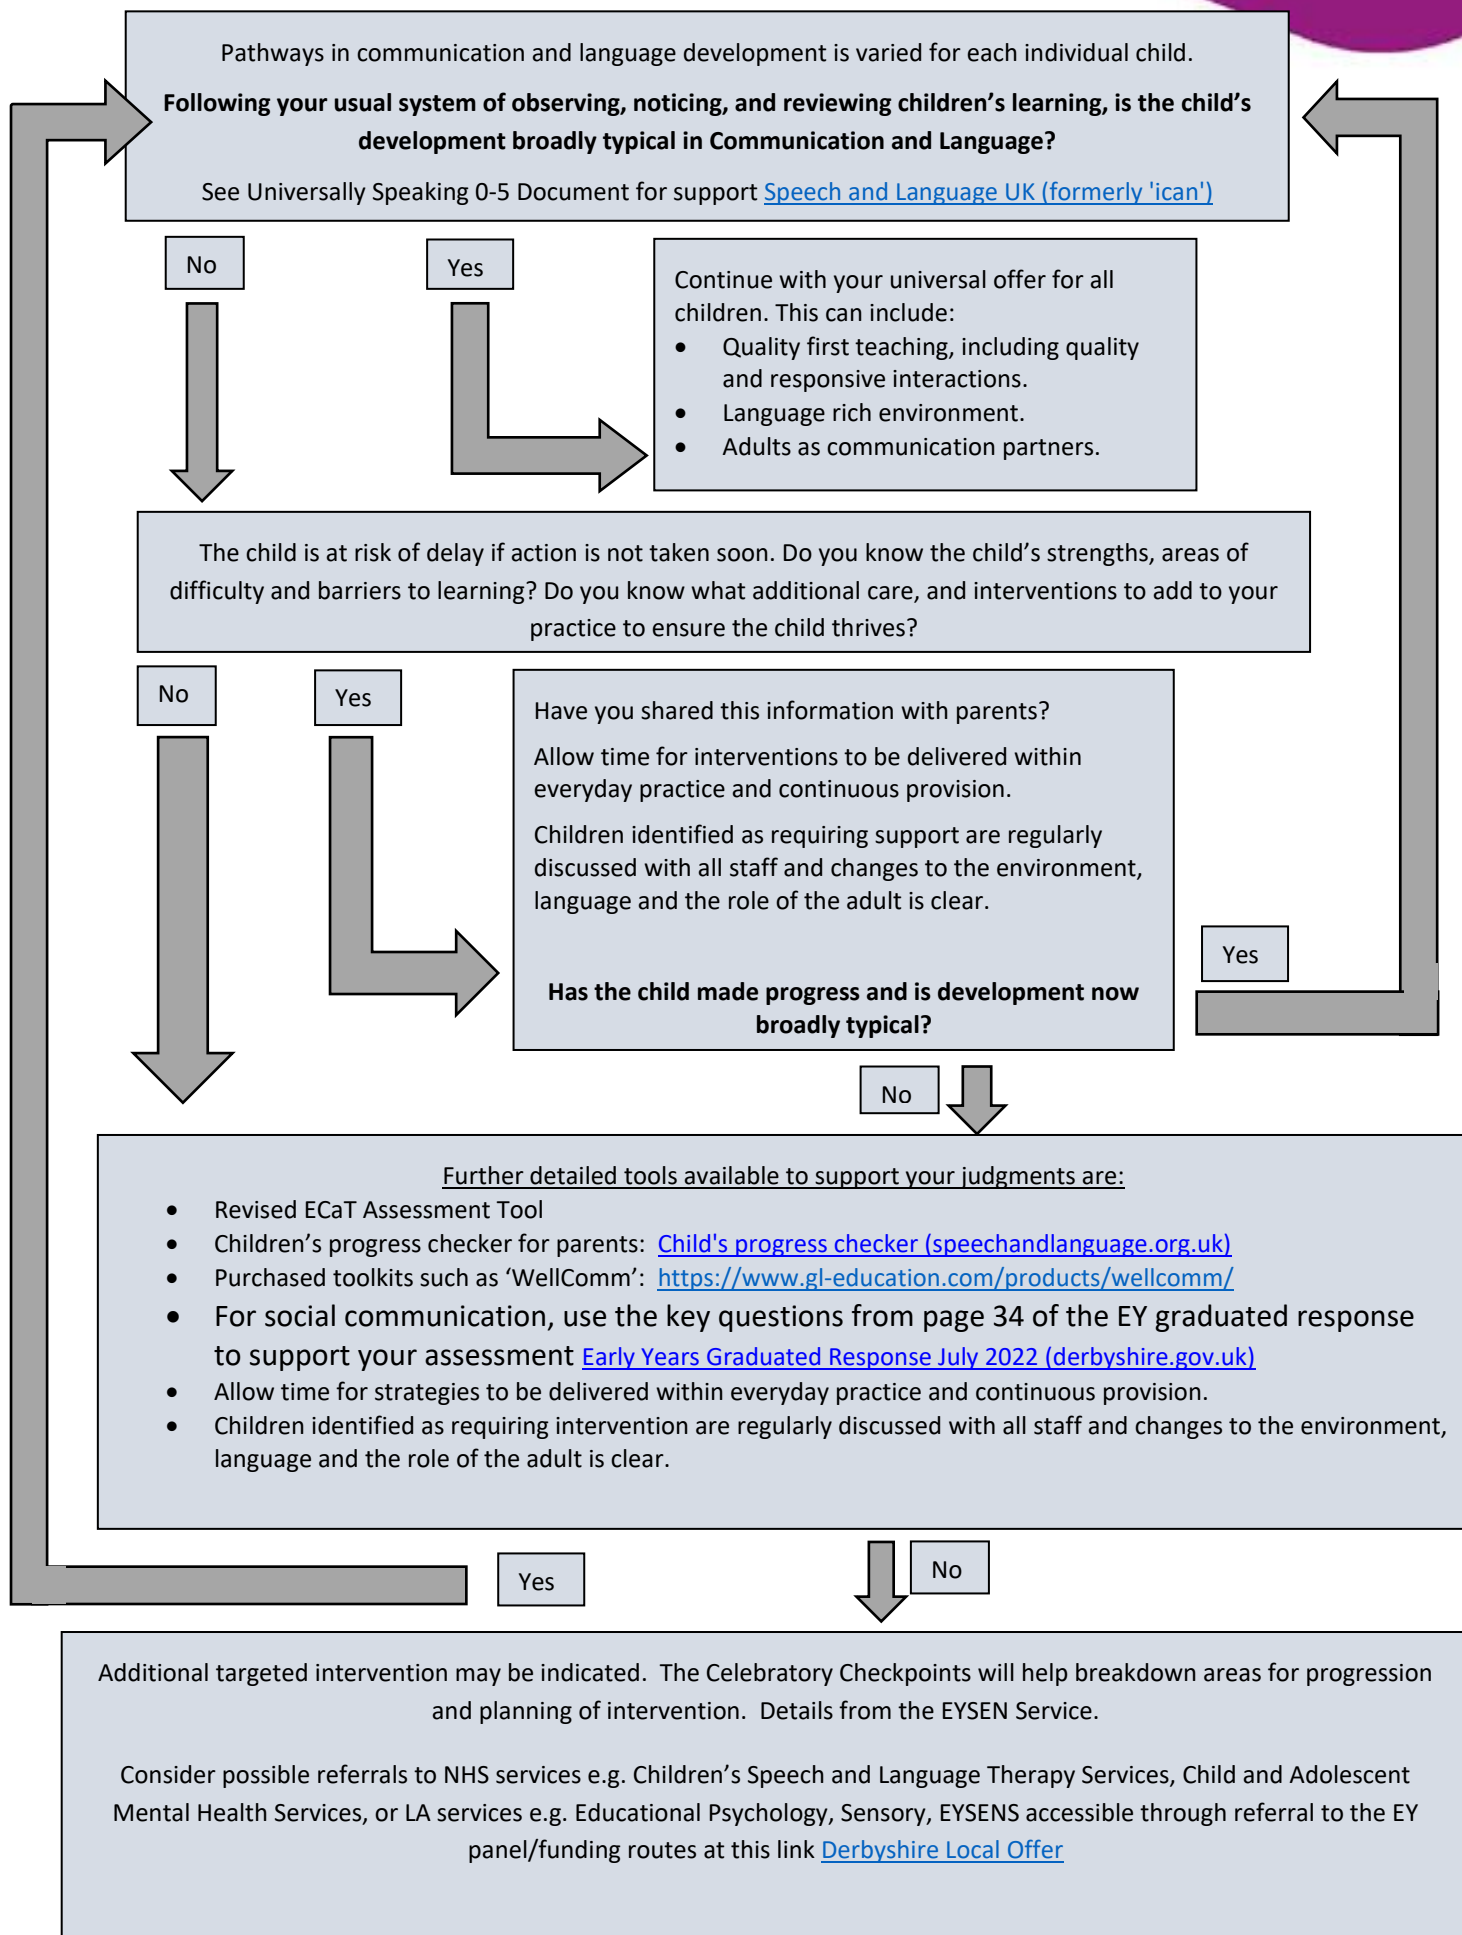 Pathways in communication and language development is varied for each individual child.
Following your usual system of observing, noticing, and reviewing children’s learning, is the child’s
development broadly typical in Communication and Language?
See Universally Speaking 0-5 Document for support Speech and Language UK (formerly 'ican')
No
Yes
Continue with your universal offer for all
children. This can include:
• Quality first teaching, including quality
and responsive interactions.
• Language rich environment.
• Adults as communication partners.
The child is at risk of delay if action is not taken soon. Do you know the child’s strengths, areas of
difficulty and barriers to learning? Do you know what additional care, and interventions to add to your
practice to ensure the child thrives?
No
Yes
Have you shared this information with parents?
Allow time for interventions to be delivered within
everyday practice and continuous provision.
Children identified as requiring support are regularly
discussed with all staff and changes to the environment,
language and the role of the adult is clear.
Has the child made progress and is development now
broadly typical?
Yes
No
Further detailed tools available to support your judgments are:
• Revised ECaT Assessment Tool
• Children’s progress checker for parents: Child's progress checker (speechandlanguage.org.uk)
• Purchased toolkits such as ‘WellComm’: https://www.gl-education.com/products/wellcomm/
• For social communication, use the key questions from page 34 of the EY graduated response
to support your assessment Early Years Graduated Response July 2022 (derbyshire.gov.uk)
• Allow time for strategies to be delivered within everyday practice and continuous provision.
• Children identified as requiring intervention are regularly discussed with all staff and changes to the environment,
language and the role of the adult is clear.
Yes
No
Additional targeted intervention may be indicated. The Celebratory Checkpoints will help breakdown areas for progression
and planning of intervention. Details from the EYSEN Service.
Consider possible referrals to NHS services e.g. Children’s Speech and Language Therapy Services, Child and Adolescent
Mental Health Services, or LA services e.g. Educational Psychology, Sensory, EYSENS accessible through referral to the EY
panel/funding routes at this link Derbyshire Local Offer